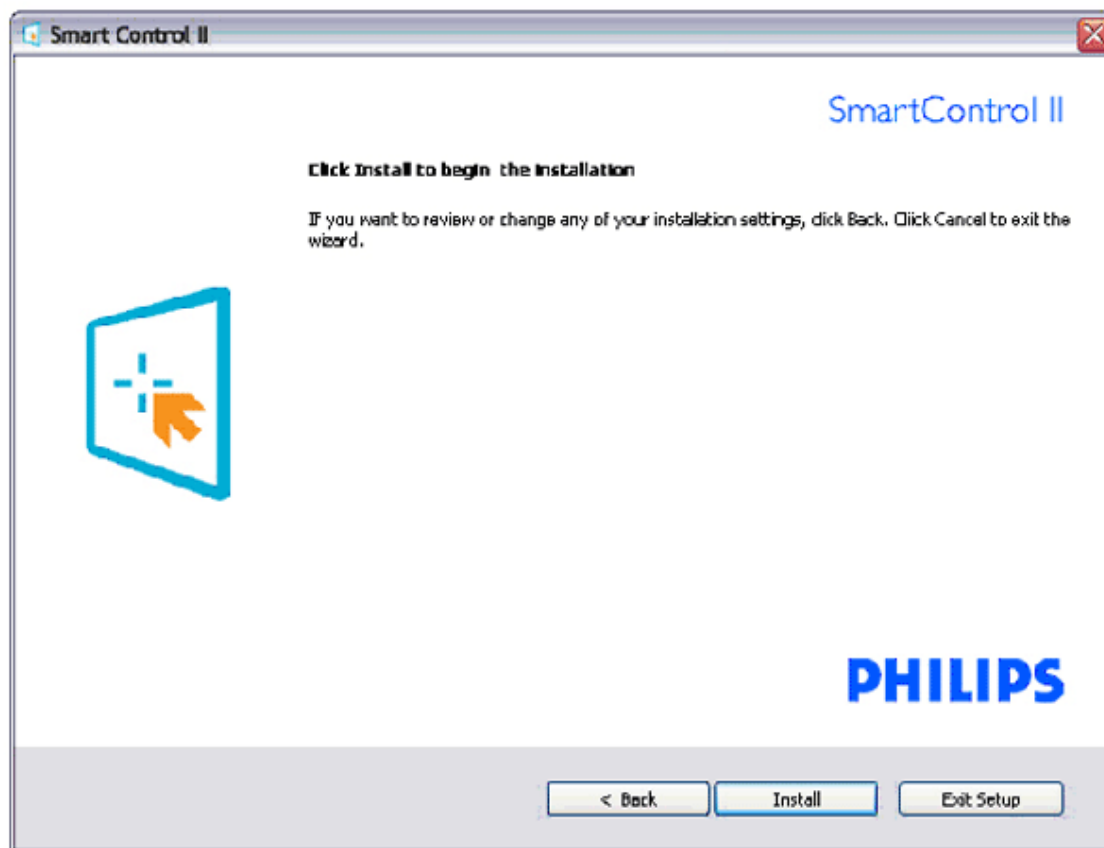 Smart Control II
SmartControl II
Click Install to begin the installation
If you want to review or change any of your installation settings, click Back. Click Cancel to exit the
wizard.
PHILIPS
< Back
Install
Exit Setup